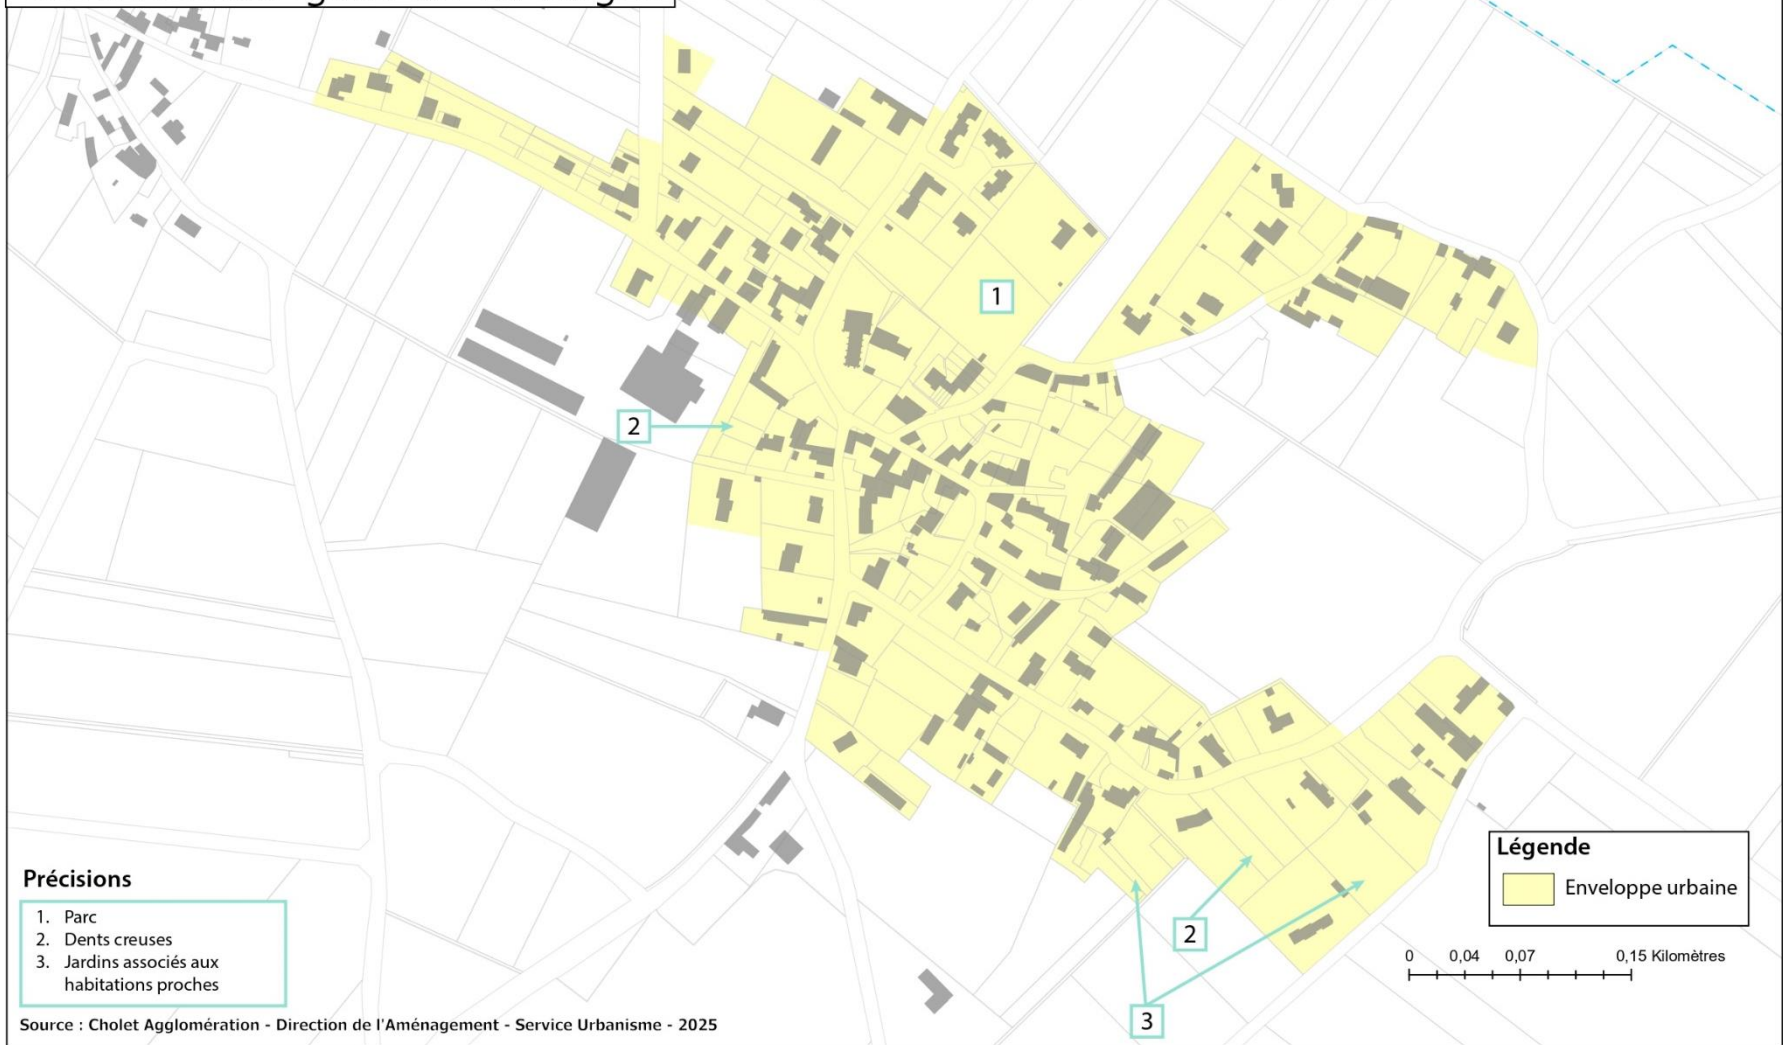 1
2
Précisions
1. Parc
2. Dents creuses
3. Jardins associés aux
habitations proches
2
3
Légende
Enveloppe urbaine
0 0,04 0,07 0,15 Kilomètres
Source : Cholet Agglomération - Direction de l'Aménagement - Service Urbanisme - 2025